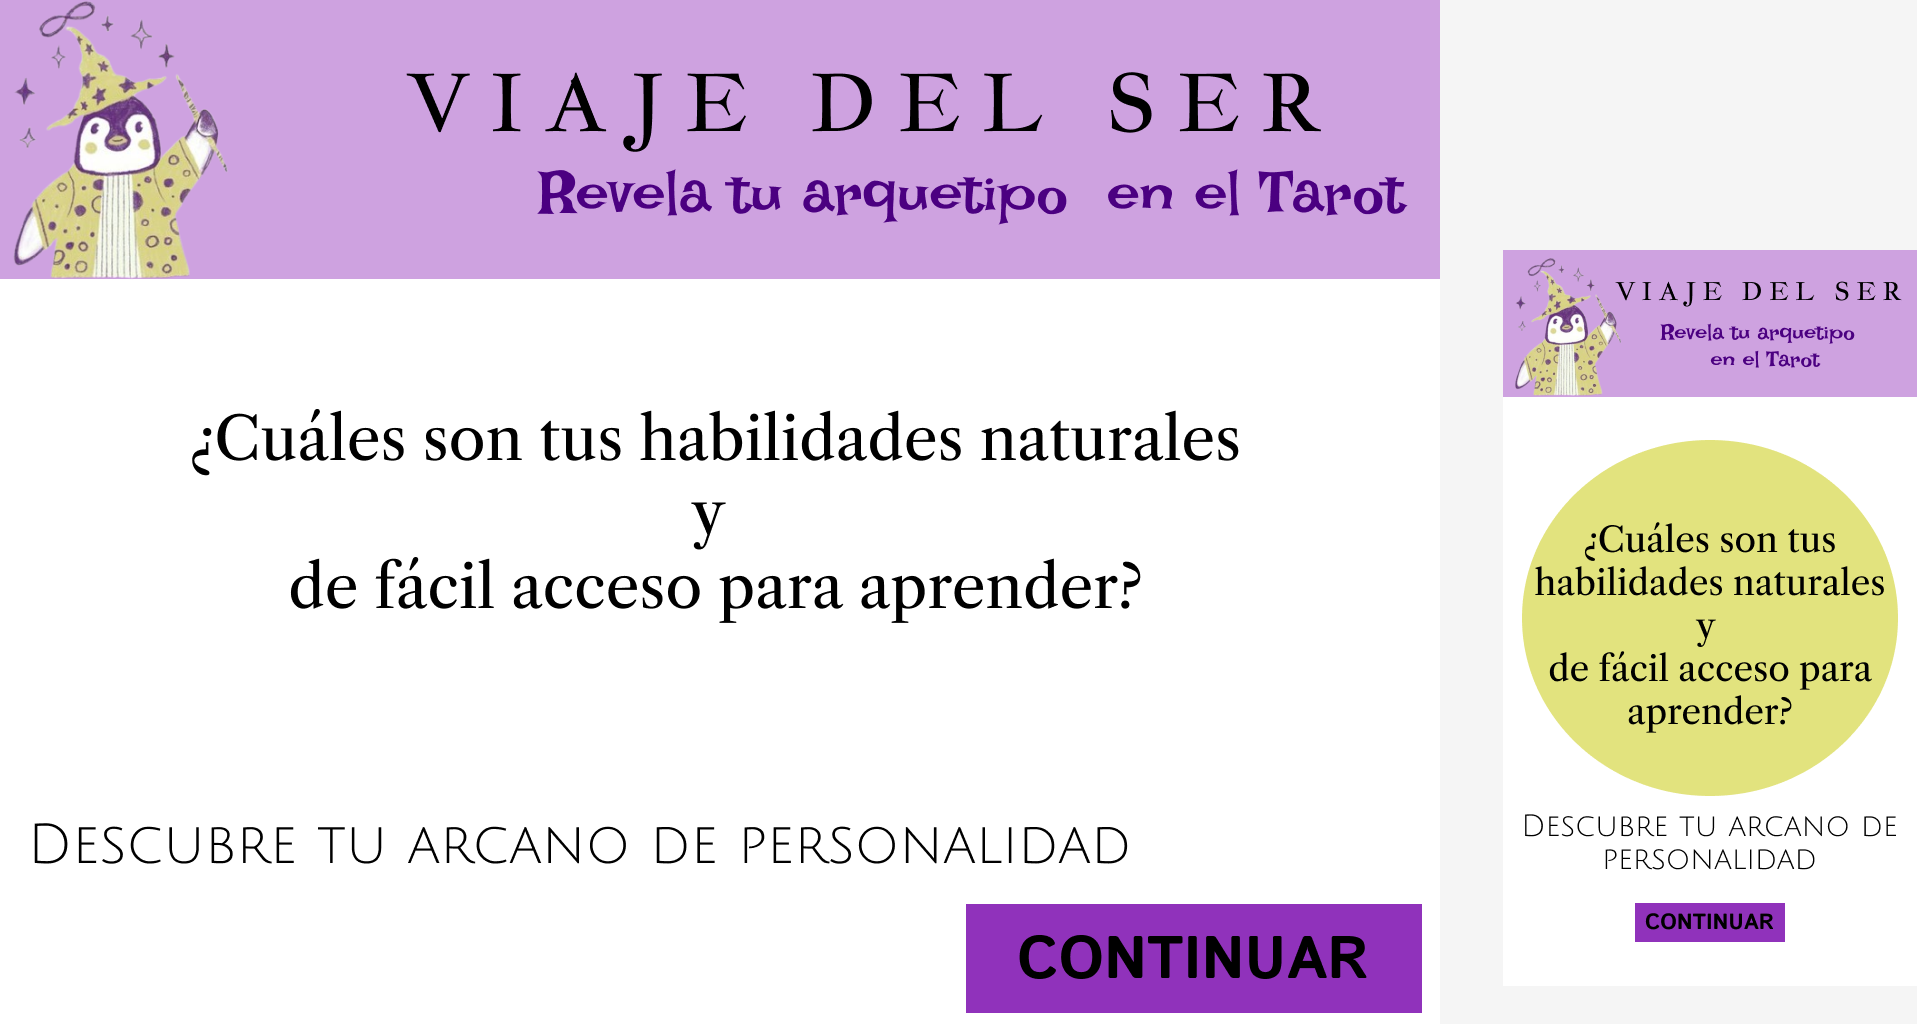 VIAJE DEL SER
Revela tu arquetipo en el Tarot
¿Cuáles son tus habilidades naturales
y
de fácil acceso para aprender?
Descubre tu arcano de personalidad
CONTINUAR
VIAJE DEL SER
Revela tu arquetipo
en el Tarot
¿Cuáles son tus
habilidades naturales
y
de fácil acceso para
aprender?
Descubre tu arcano de
personalidad
CONTINUAR